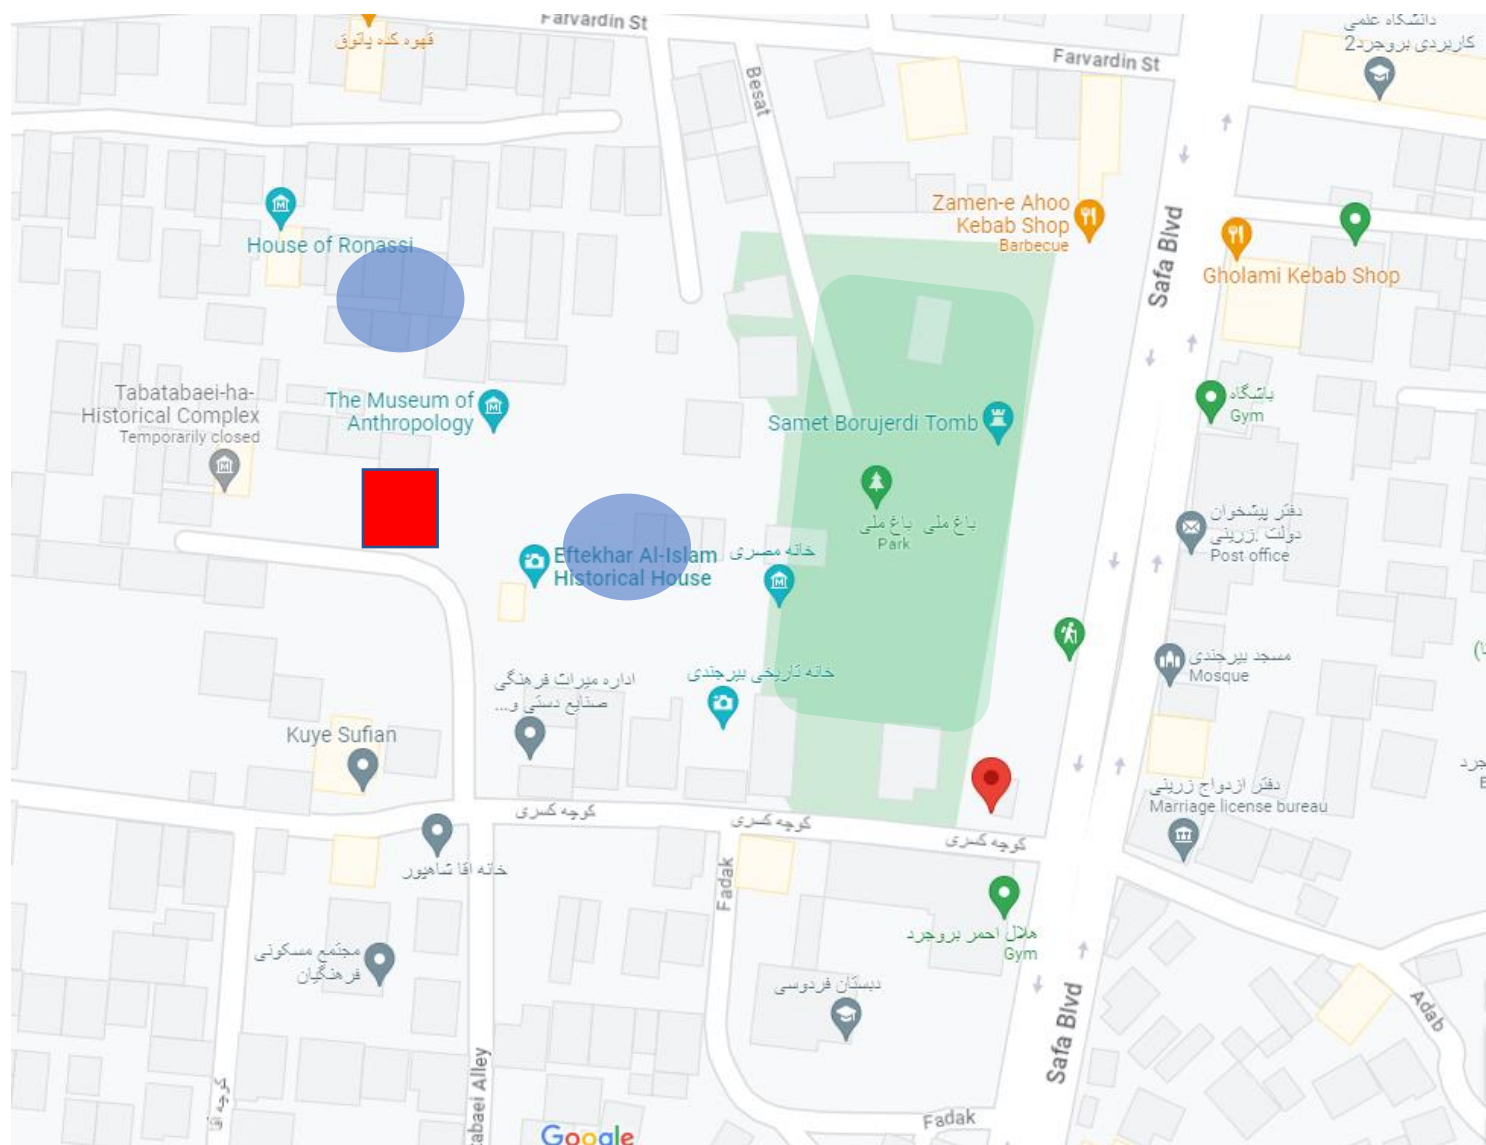 Farvardin St
دانشگاه علمی
کاربردی بروجرد2
قهوه کده پاتوق
Farvardin St
Besat
House of Ronassi
Zamen-e Ahoo
Kebab Shop
Barbecue
Safa Blvd
Gholami Kebab Shop
Tabatabaei-ha-
Historical Complex
Temporarily closed
The Museum of
Anthropology
Samet Borujerdi Tomb
باشگاه
Gym
باغ ملی باغ ملی
Park
دفتر پیشخوان
دولت زرینی
Post office
Eftekhar Al-Islam
Historical House
خانه مصری
خانه تاریخی بیرجندی
اداره میراث فرهنگی
صنایع دستی و...
مسجد بیرجندی
Mosque
Kuye Sufian
دفتر ازدواج زرینی
Marriage license bureau
کوچه کسری
کوچه کسری
کوچه کسری
خانه آقا شاهپور
Fadak
هلال احمر بروجرد
Gym
مجتمع مسکونی
فرهنگیان
دبستان فردوسی
Adab
Safa Blvd
کوچه آقا
tabaei Alley
Google
Fadak